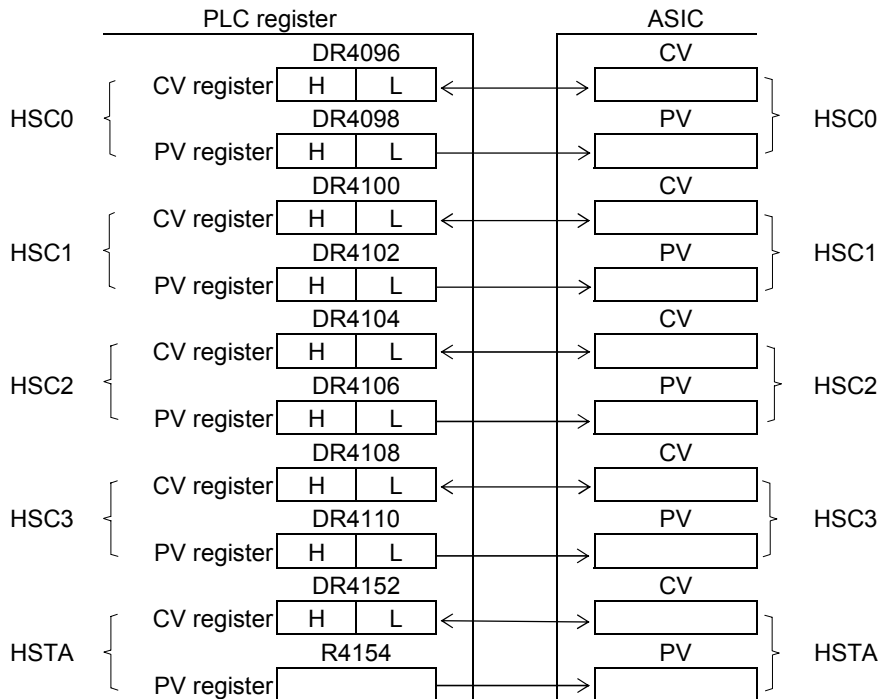 PLC register ASIC
DR4096 CV
CV register H L
HSC0 DR4098 PV HSC0
PV register H L
DR4100 CV
CV register H L
HSC1 DR4102 PV HSC1
PV register H L
DR4104 CV
CV register H L
HSC2 DR4106 PV HSC2
PV register H L
DR4108 CV
CV register H L
HSC3 DR4110 PV HSC3
PV register H L
DR4152 CV
CV register H L
HSTA R4154 PV HSTA
PV register